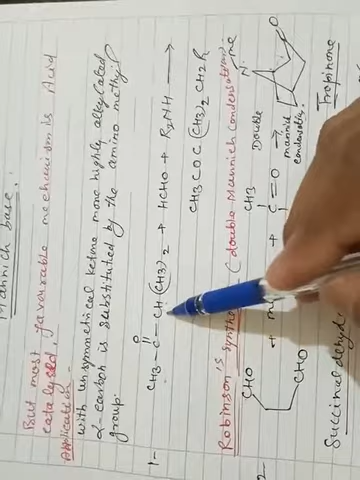 Mannich base.
But most favourable mechanism is Acid
catalysed.
Application -
with unsymmetrical ketone more highly alkylated
α-carbon is substituted by the amino methyl
group.
1- CH3-C-CH(CH3)2 + HCHO + R2NH →
O
CH3COC(CH3)2CH2R
Robinson's (double mannich condensation)
2- CHO
CHO
+ + C=O →
CH3
Double
mannich
condensation
Me
N
O
Succinaldehyde
Tropinone